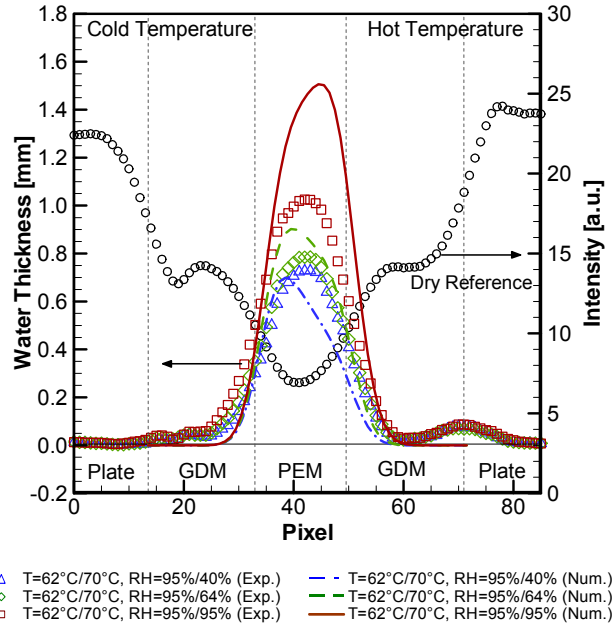 1.8
1.6
1.4
1.2
1.0
0.8
0.6
0.4
0.2
0.0
-0.2
Water Thickness [mm]
Cold Temperature
Hot Temperature
Dry Reference
Plate
GDM
PEM
GDM
Plate
0
20
40
60
80
Pixel
30
25
20
15
10
5
0
Intensity [a.u.]
T=62°C/70°C, RH=95%/40% (Exp.)
T=62°C/70°C, RH=95%/64% (Exp.)
T=62°C/70°C, RH=95%/95% (Exp.)
T=62°C/70°C, RH=95%/40% (Num.)
T=62°C/70°C, RH=95%/64% (Num.)
T=62°C/70°C, RH=95%/95% (Num.)